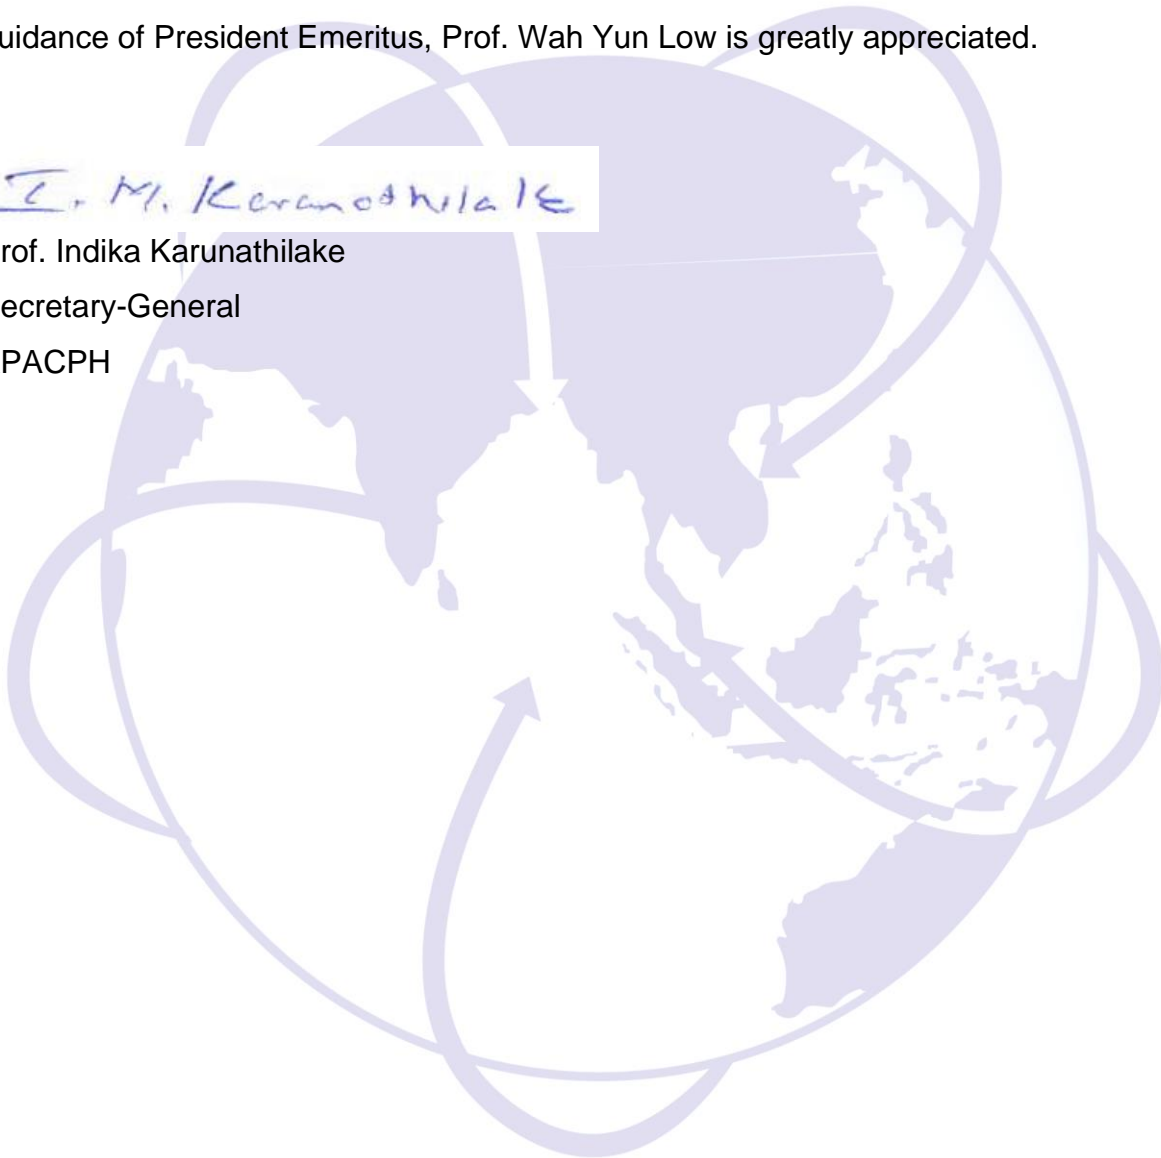 uidance of President Emeritus, Prof. Wah Yun Low is greatly appreciated.
I. M. Karunathilake
rof. Indika Karunathilake
ecretary-General
PACPH